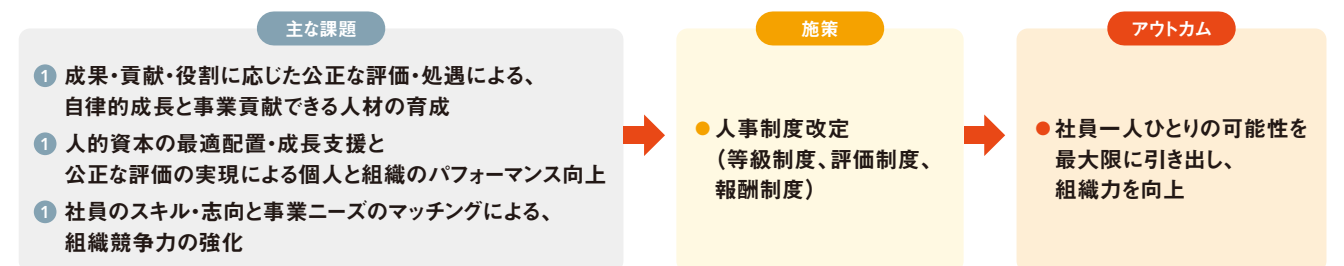 主な課題
① 成果・貢献・役割に応じた公正な評価・処遇による、
自律的成長と事業貢献できる人材の育成
① 人的資本の最適配置・成長支援と
公正な評価の実現による個人と組織のパフォーマンス向上
① 社員のスキル・志向と事業ニーズのマッチングによる、
組織競争力の強化
施策
● 人事制度改定
（等級制度、評価制度、
報酬制度）
アウトカム
● 社員一人ひとりの可能性を
最大限に引き出し、
組織力を向上